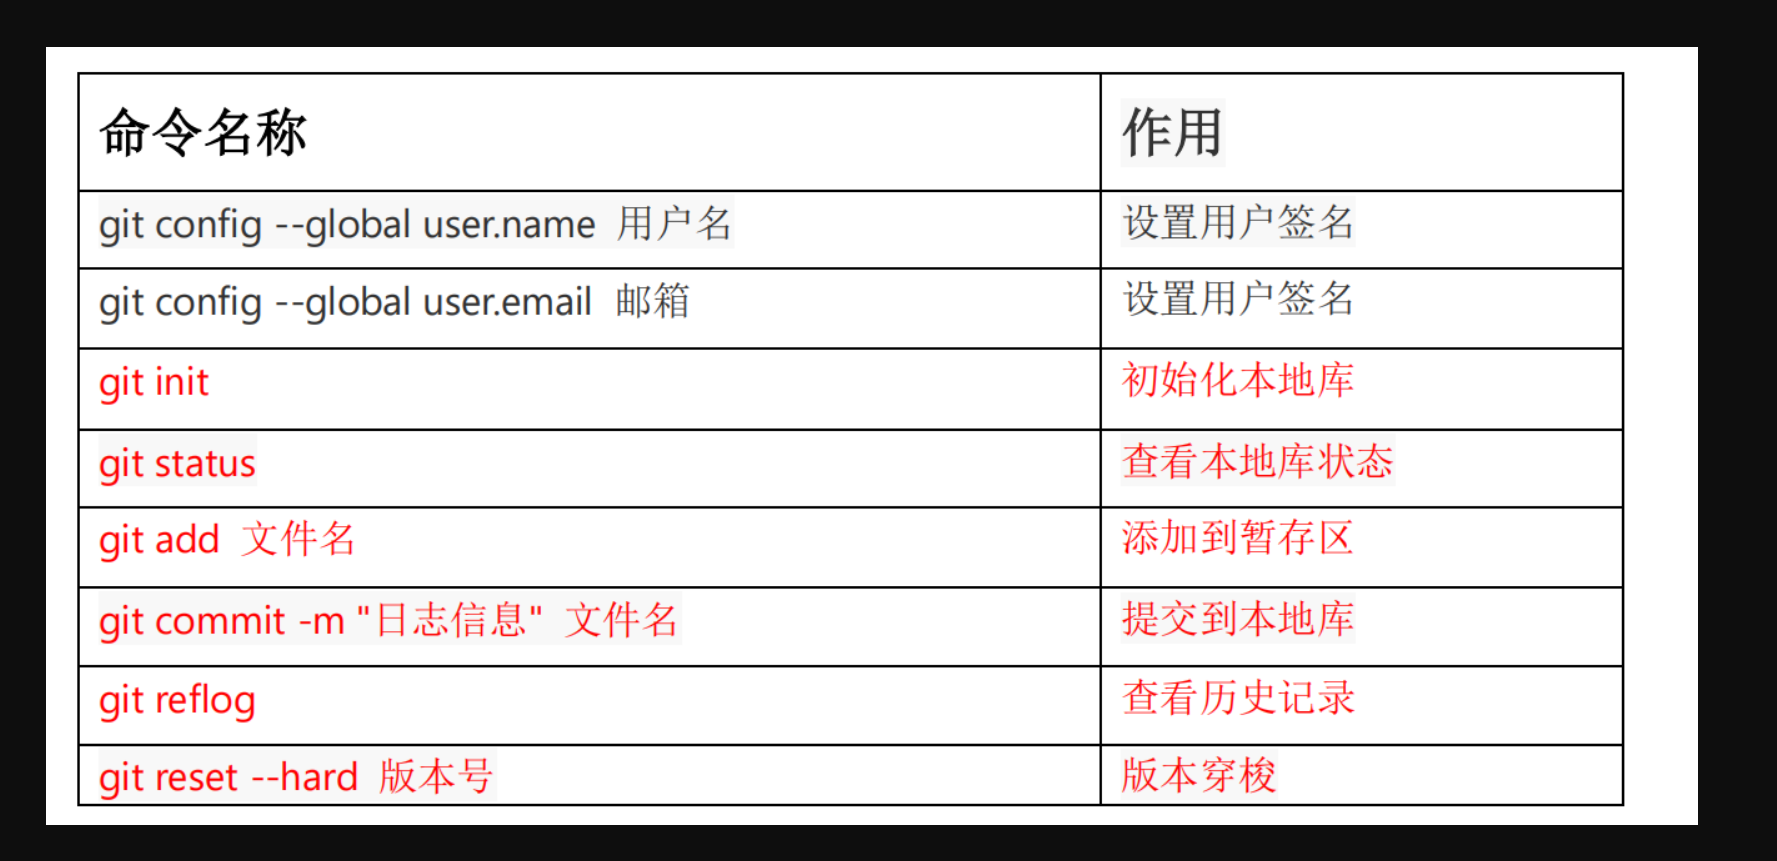 命令名称 作用
git config --global user.name 用户名 设置用户签名
git config --global user.email 邮箱 设置用户签名
git init 初始化本地库
git status 查看本地库状态
git add 文件名 添加到暂存区
git commit -m "日志信息" 文件名 提交到本地库
git reflog 查看历史记录
git reset --hard 版本号 版本穿梭